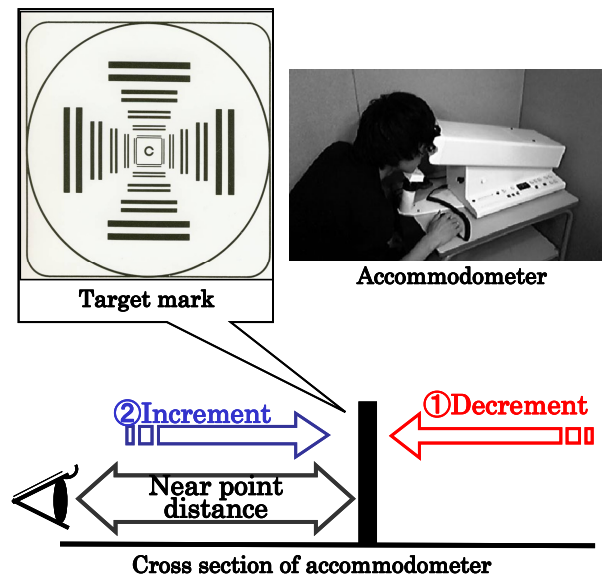 C
Target mark
Accommodometer
②Increment
①Decrement
Near point
distance
Cross section of accommodometer